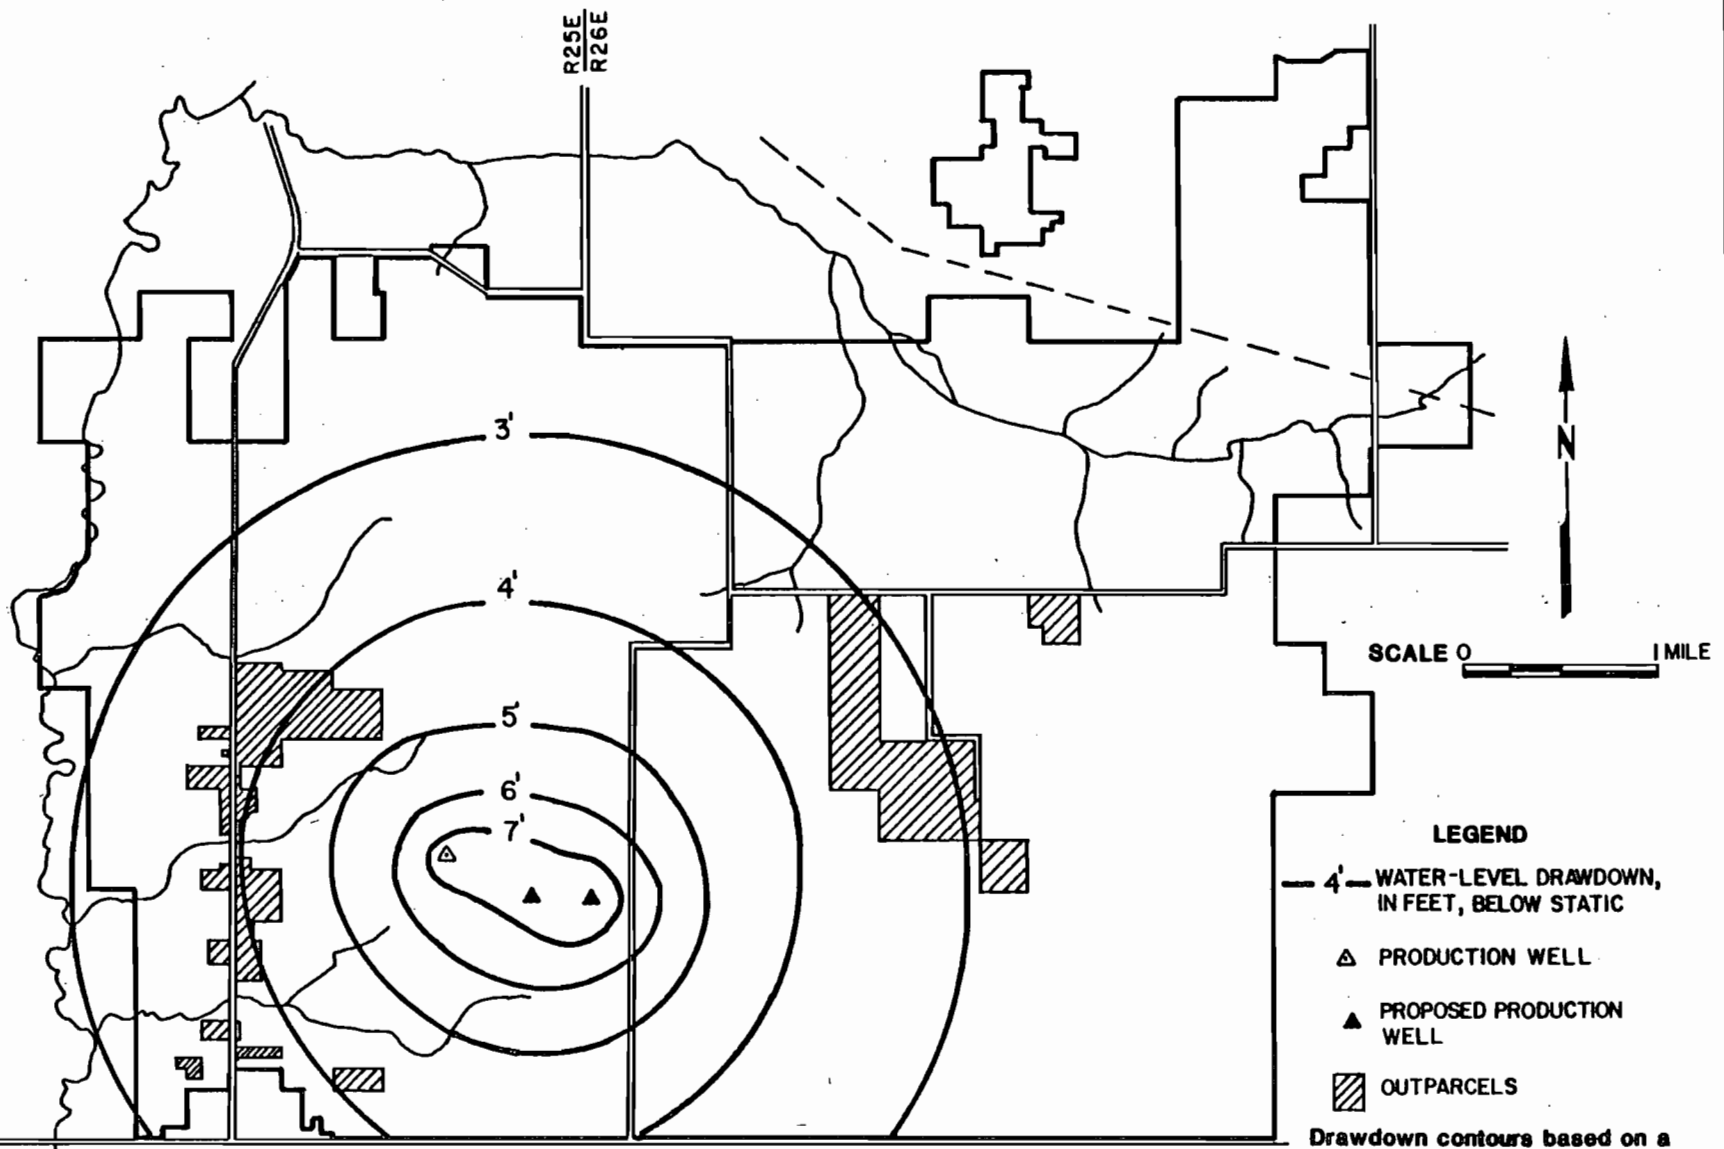 R25E
R26E
3'
4'
5'
6'
7'
N
SCALE 0 1 MILE
LEGEND
4' WATER-LEVEL DRAWDOWN,
IN FEET, BELOW STATIC
PRODUCTION WELL
PROPOSED PRODUCTION
WELL
OUTPARCELS
Drawdown contours based on a